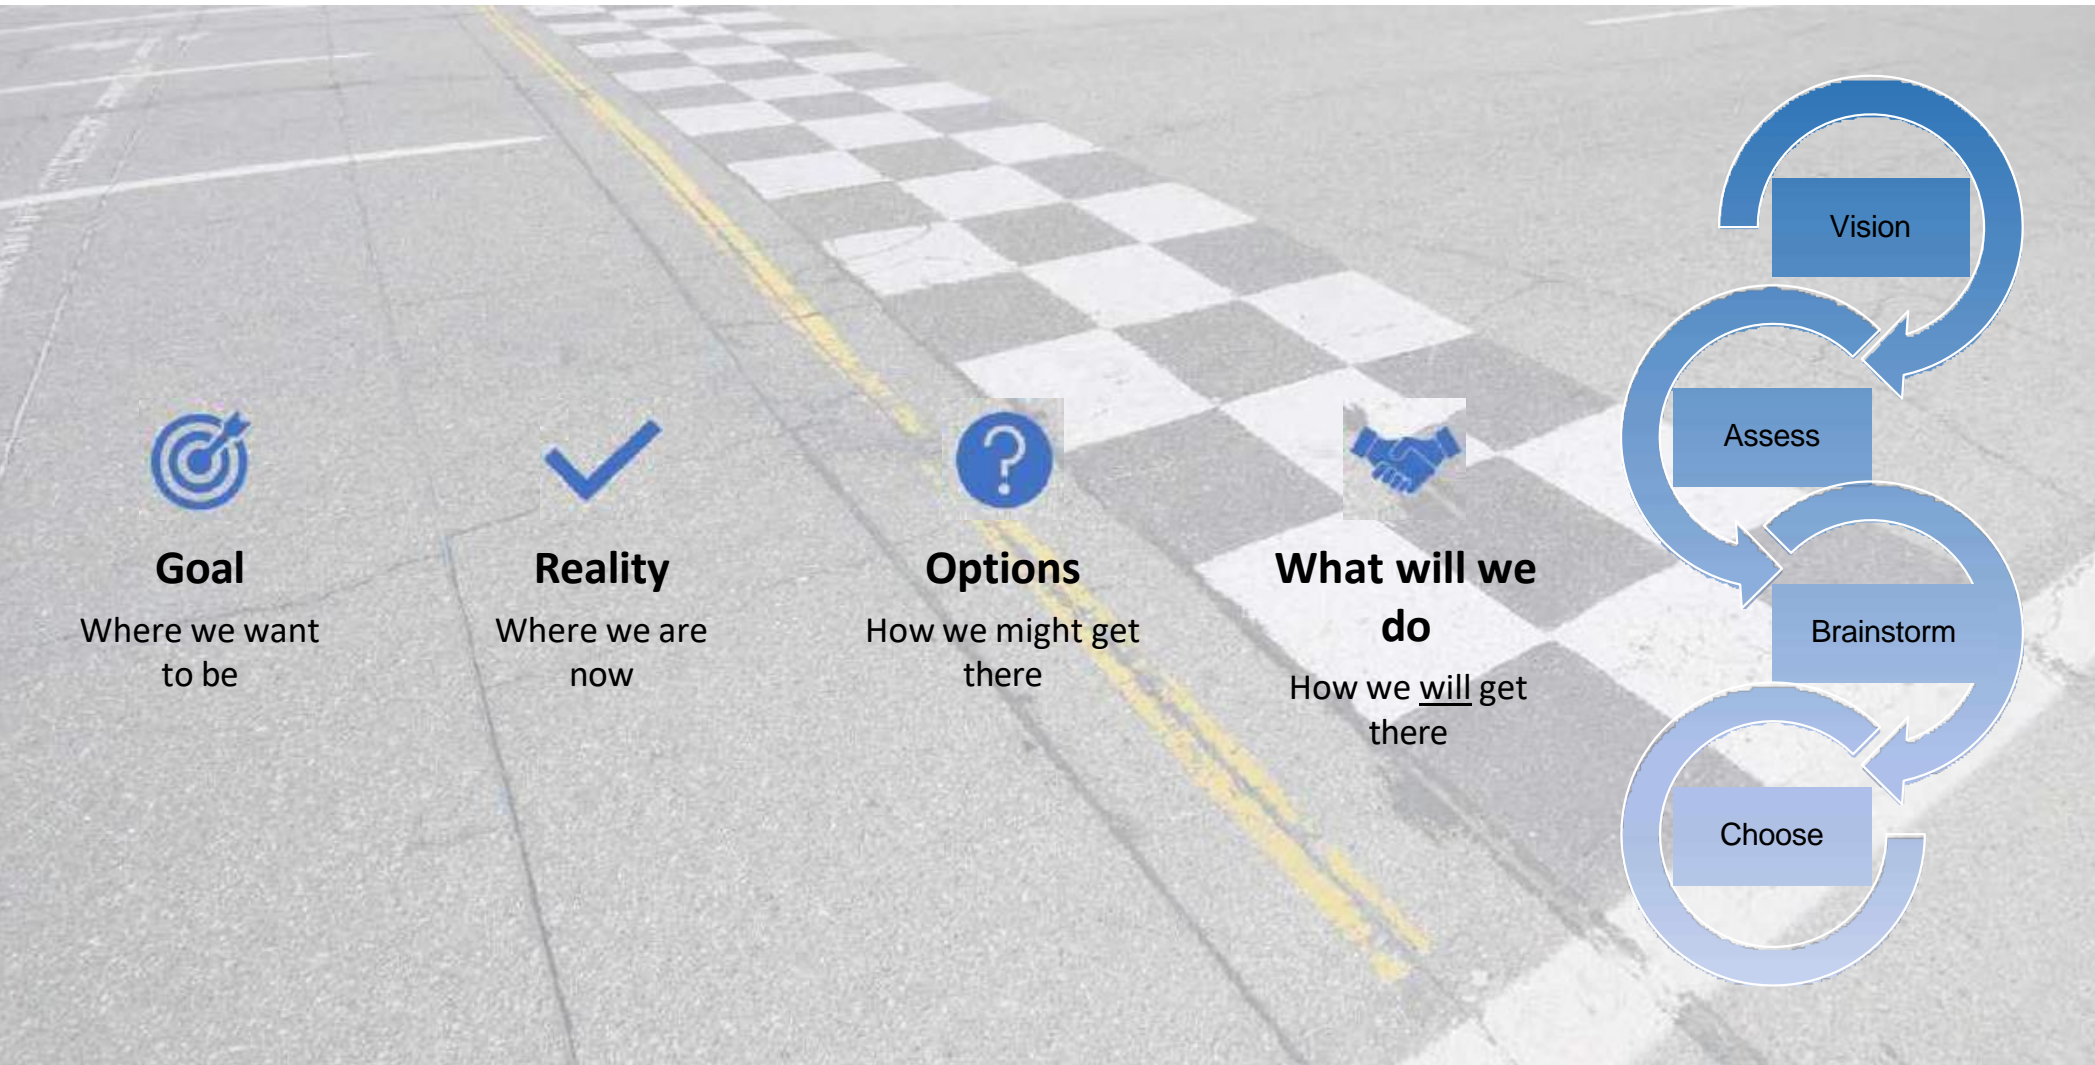 Goal
Where we want
to be
Reality
Where we are
now
Options
How we might get
there
What will we
do
How we will get
there
Vision
Assess
Brainstorm
Choose